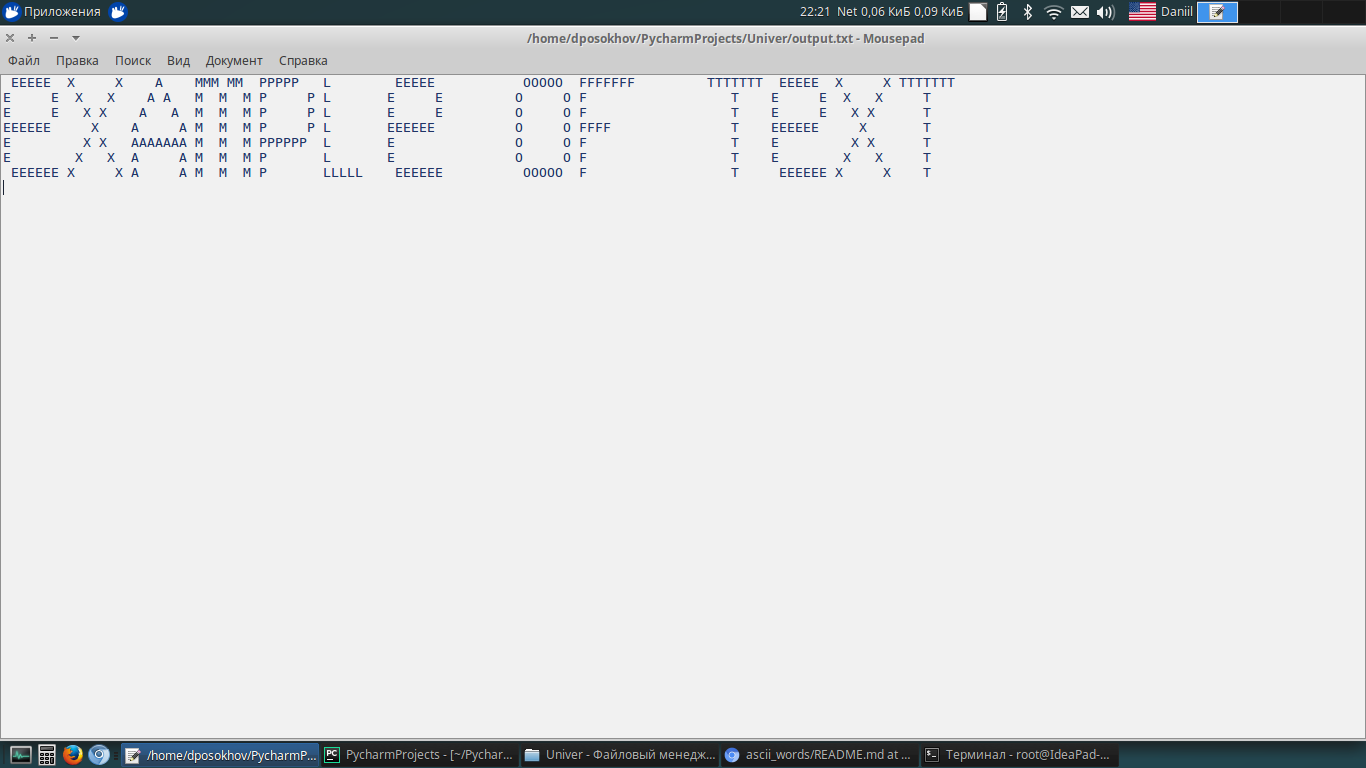 Приложения 22:21 Net 0,06 КиБ 0,09 КиБ Daniil
/home/dposokhov/PycharmProjects/Univer/output.txt - Mousepad
Файл Правка Поиск Вид Документ Справка
 EEEEE  X     X    A    MMM MM  PPPPP   L        EEEEE           OOOOO  FFFFFFF         TTTTTTT  EEEEE  X     X TTTTTTT
E     E  X   X    A A   M  M  M P     P L       E     E         O     O F                  T    E     E  X   X     T
E     E   X X    A   A  M  M  M P     P L       E     E         O     O F                  T    E     E   X X      T
EEEEEE     X    A     A M  M  M P     P L       EEEEEE          O     O FFFF               T    EEEEEE     X       T
E         X X   AAAAAAA M  M  M PPPPPP  L       E               O     O F                  T    E         X X      T
E        X   X  A     A M  M  M P       L       E               O     O F                  T    E        X   X     T
 EEEEEE X     X A     A M  M  M P       LLLLL    EEEEEE          OOOOO  F                  T     EEEEEE X     X    T
/home/dposokhov/PycharmP... PycharmProjects - [~/Pychar... Univer - Файловый менедж... ascii_words/README.md at ... Терминал - root@IdeaPad-...